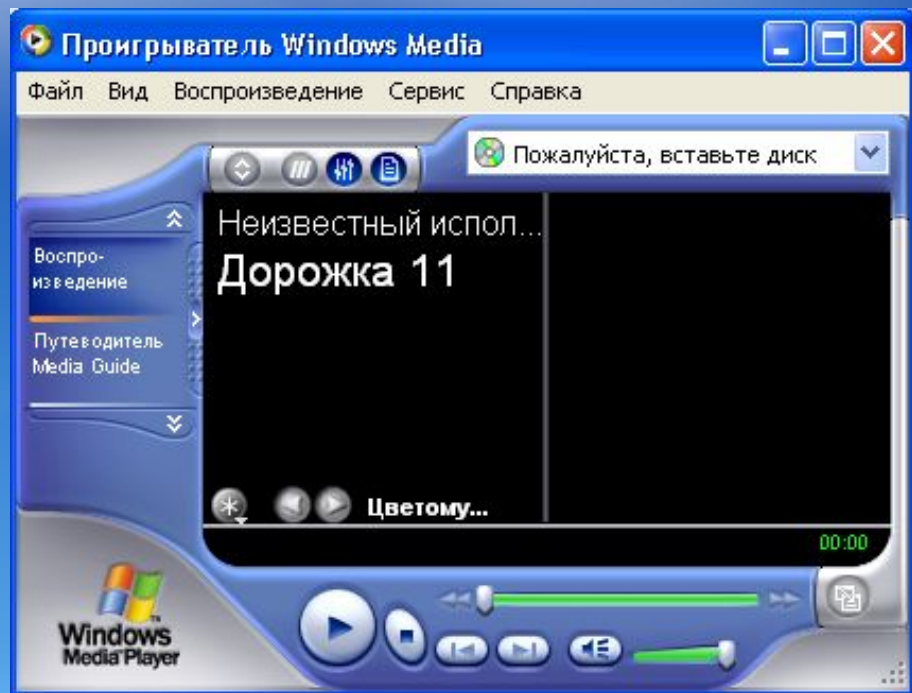 Проигрыватель Windows Media
Файл Вид Воспроизведение Сервис Справка
Пожалуйста, вставьте диск
Неизвестный испол...
Дорожка 11
Воспро-
изведение
Путеводитель
Media Guide
Цветому...
00:00
Windows
Media Player